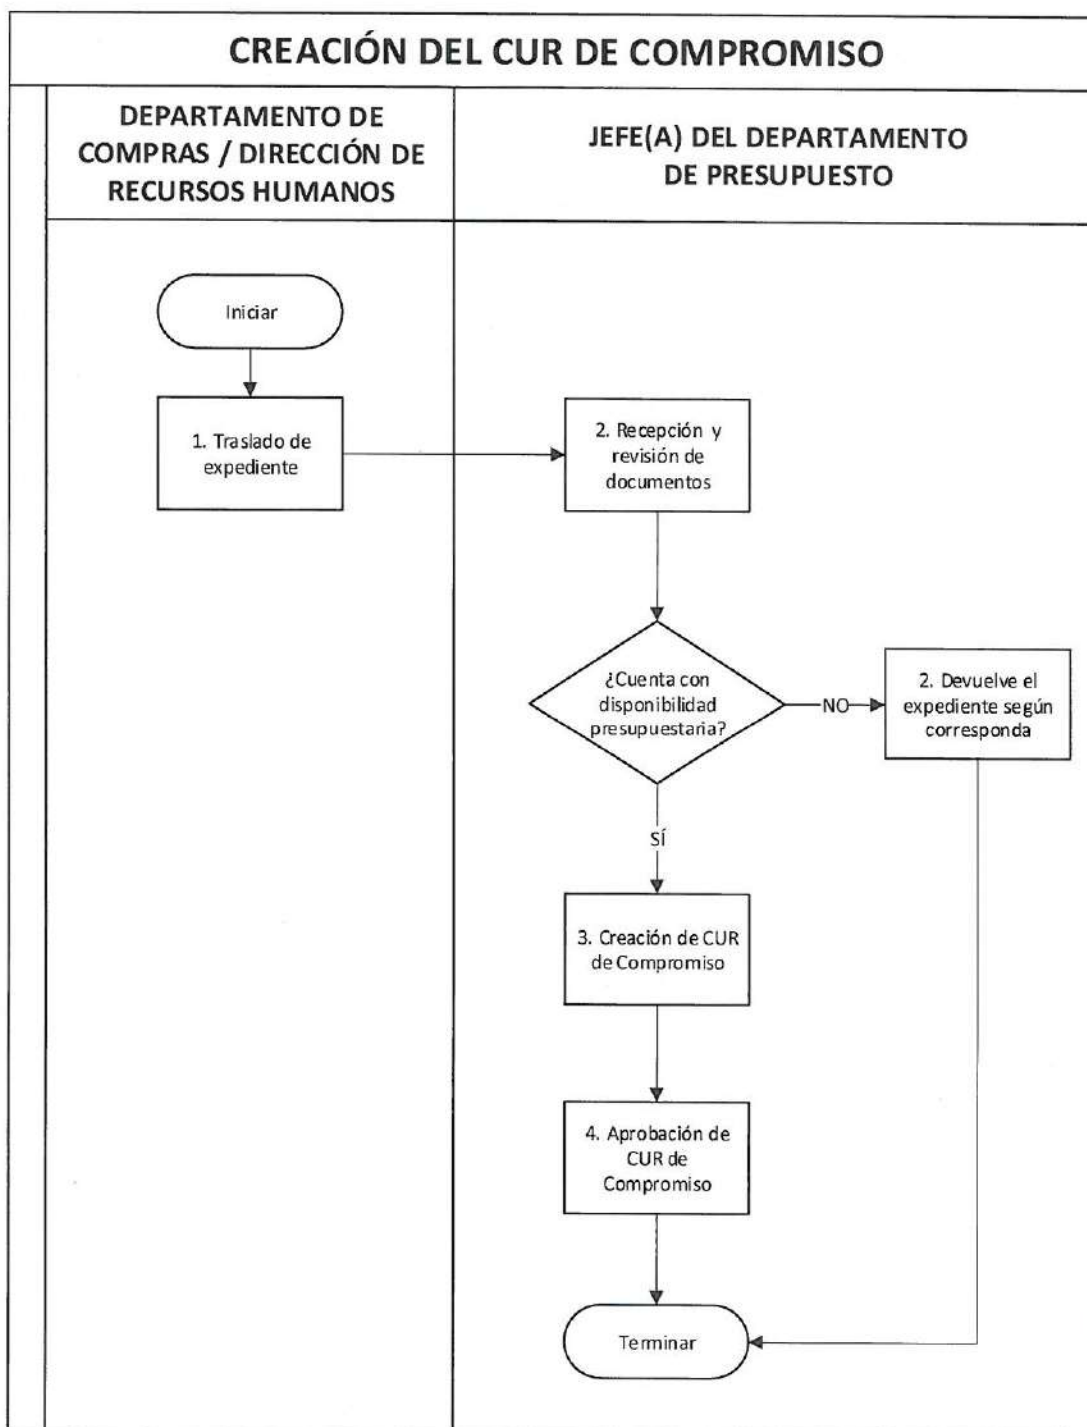 CREACIÓN DEL CUR DE COMPROMISO
DEPARTAMENTO DE
COMPRAS / DIRECCIÓN DE
RECURSOS HUMANOS
JEFE(A) DEL DEPARTAMENTO
DE PRESUPUESTO
Iniciar
1. Traslado de
expediente
2. Recepción y
revisión de
documentos
¿Cuenta con
disponibilidad
presupuestaria?
NO
2. Devuelve el
expediente según
corresponda
SÍ
3. Creación de CUR
de Compromiso
4. Aprobación de
CUR de
Compromiso
Terminar